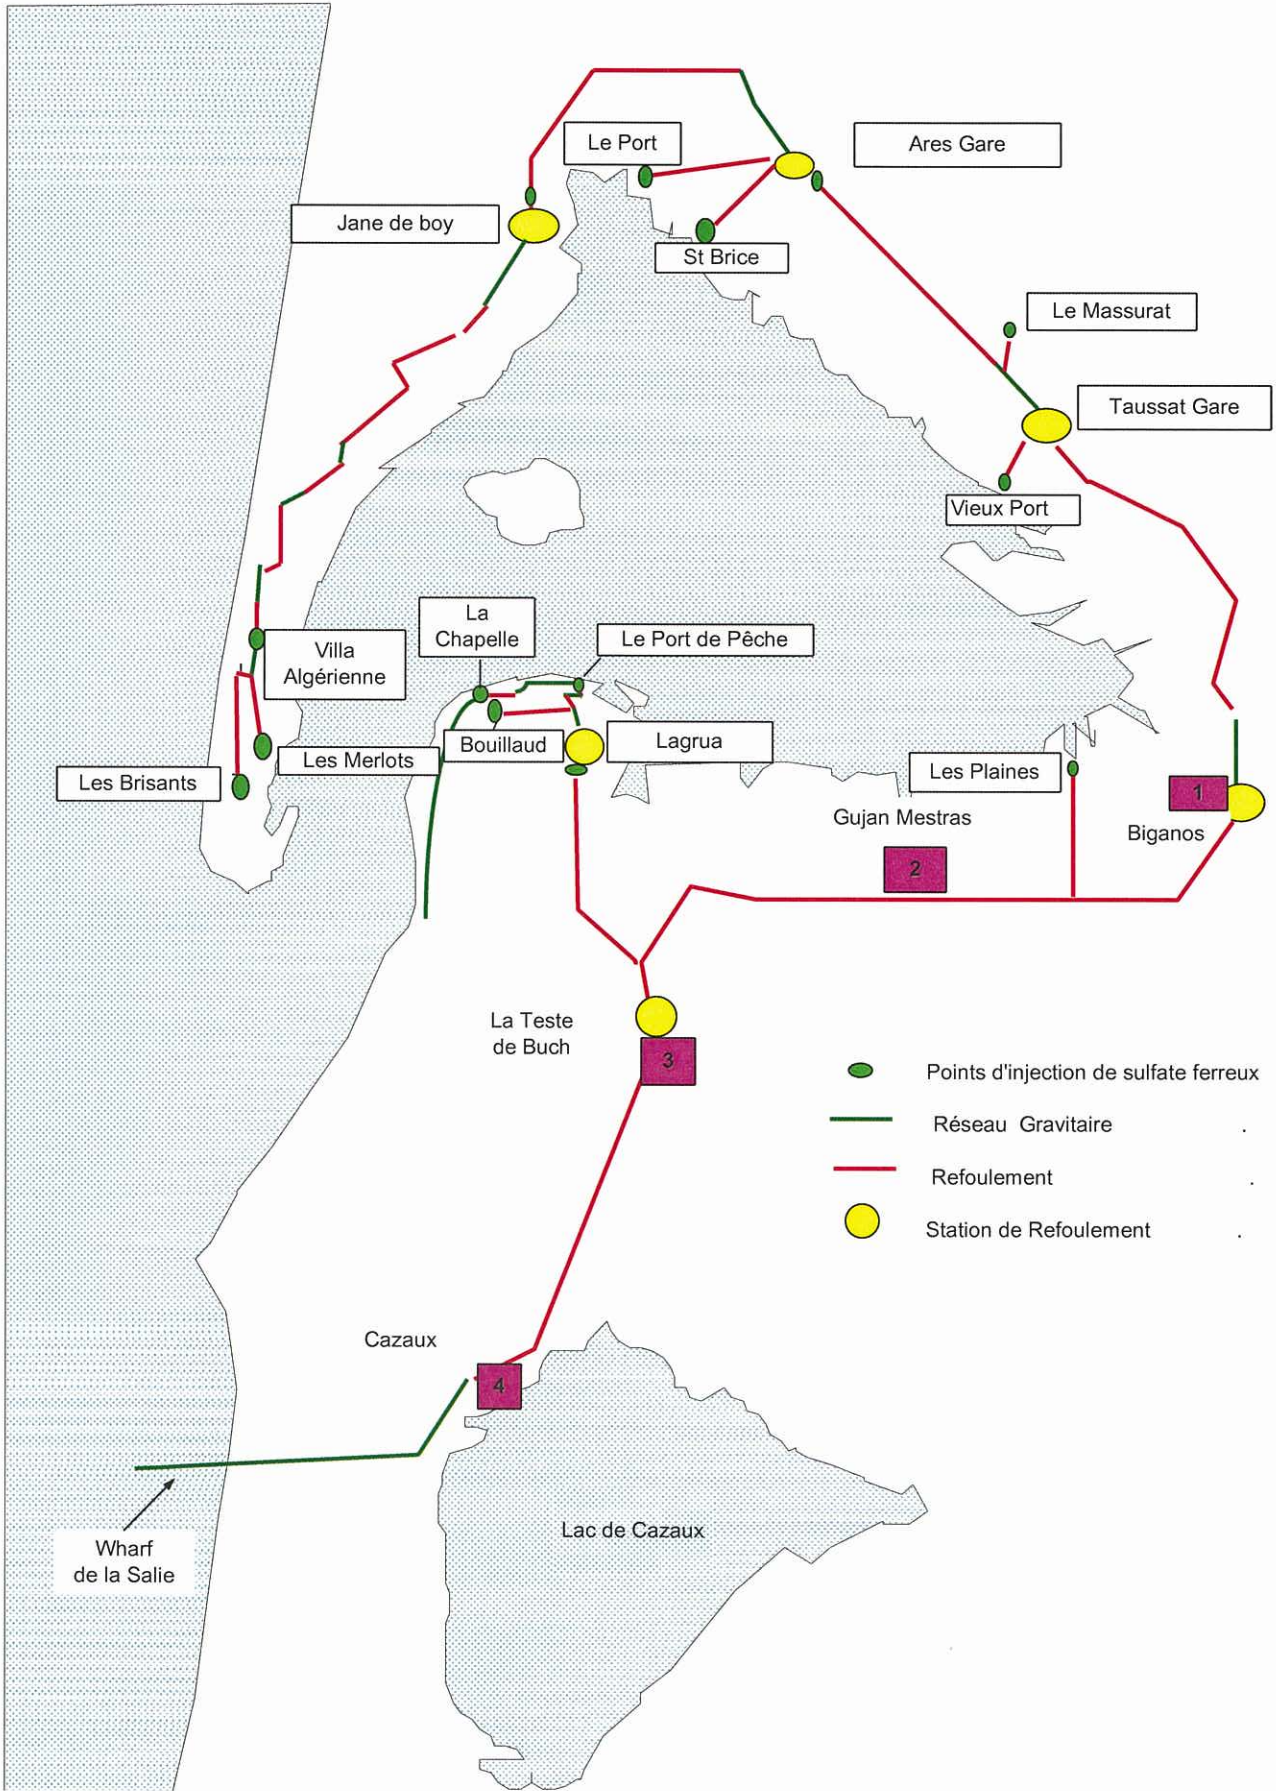 Le Port
Ares Gare
Jane de boy
St Brice
Le Massurat
Taussat Gare
Vieux Port
La
Chapelle
Le Port de Pêche
Villa
Algérienne
Bouillaud
Lagrua
Les Merlots
Les Brisants
Les Plaines
1
Gujan Mestras
Biganos
2
La Teste
de Buch
3
Points d'injection de sulfate ferreux
Réseau Gravitaire .
Refoulement .
Station de Refoulement .
Cazaux
4
Lac de Cazaux
Wharf
de la Salie